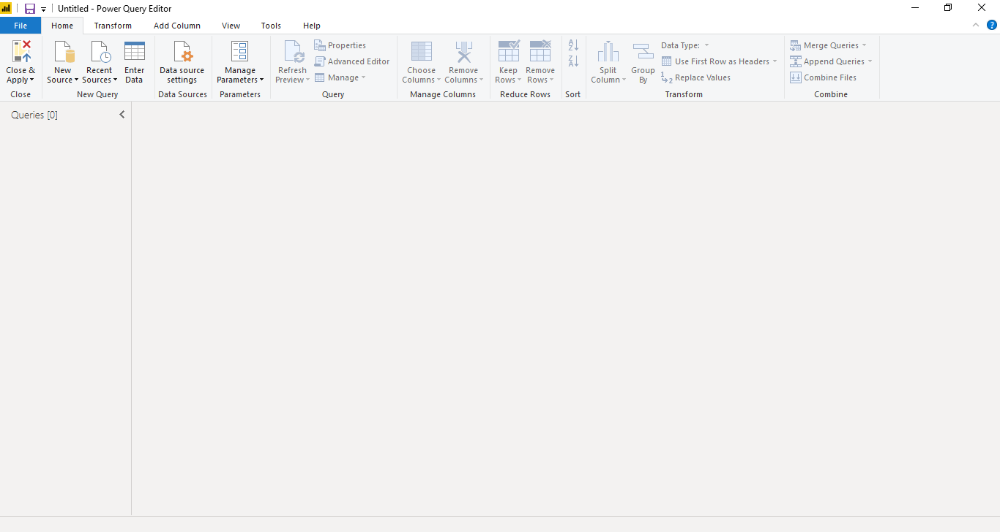 Untitled - Power Query Editor
File Home Transform Add Column View Tools Help
Close & Apply
New Source
Recent Sources
Enter Data
Data source settings
Manage Parameters
Refresh Preview
Properties
Advanced Editor
Manage
Choose Columns
Remove Columns
Keep Rows
Remove Rows
A Z
Z A
Split Column
Group By
Data Type:
Use First Row as Headers
1 2 Replace Values
Merge Queries
Append Queries
Combine Files
Close New Query Data Sources Parameters Query Manage Columns Reduce Rows Sort Transform Combine
Queries [0]